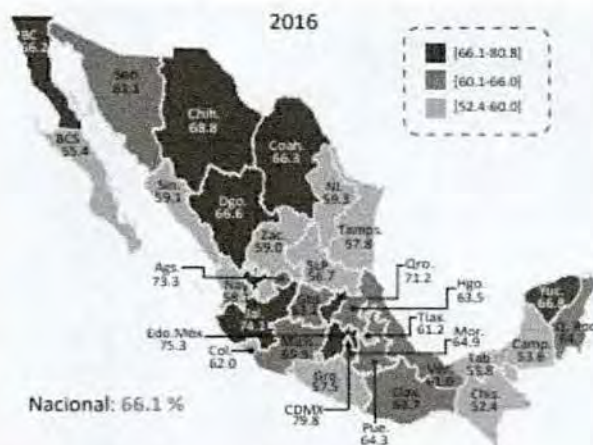 2016
[66.1-80.8]
[60.1-66.0]
[52.4-60.0]
BC
66.2
Son.
61.1
Chih.
68.8
Coah.
66.3
BCS
55.4
Sin.
59.1
Dgo.
66.6
NL
59.3
Zac.
59.0
Tamps.
57.8
SLP
56.7
Ags.
73.3
Qro.
71.2
Hgo.
63.5
Yuc.
Jal.
74.1
Tlax.
61.2
Edo.Mex.
75.3
Mor.
64.9
Camp.
53.6
Col.
62.0
Mich.
Ver.
Tab.
55.8
Gro.
57.5
Oax.
Chis.
52.4
CDMX
79.8
Pue.
64.3
Nacional: 66.1 %